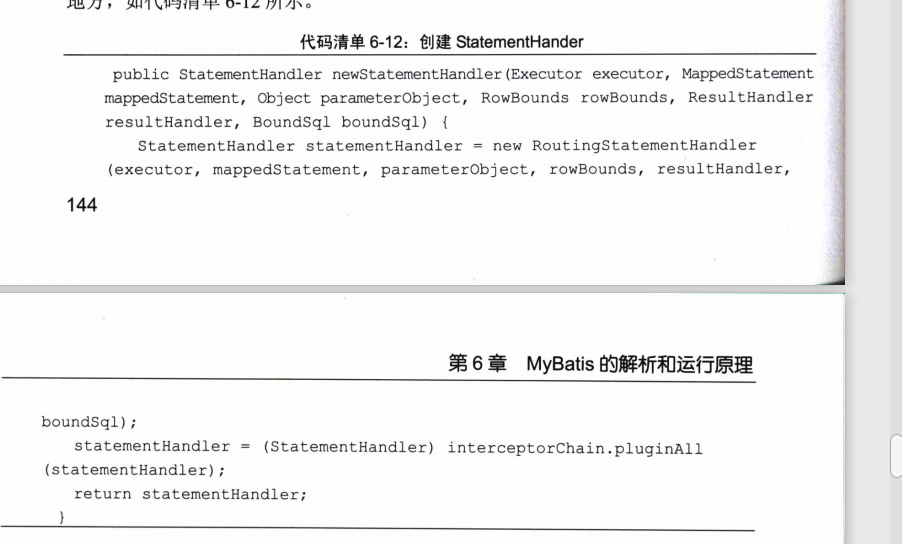 地方，如代码清单 6-12 所示。
代码清单 6-12：创建 StatementHander
public StatementHandler newStatementHandler(Executor executor, MappedStatement
mappedStatement, Object parameterObject, RowBounds rowBounds, ResultHandler
resultHandler, BoundSql boundSql) {
StatementHandler statementHandler = new RoutingStatementHandler
(executor, mappedStatement, parameterObject, rowBounds, resultHandler,
144
第 6 章 MyBatis 的解析和运行原理
boundSql);
statementHandler = (StatementHandler) interceptorChain.pluginAll
(statementHandler);
return statementHandler;
}